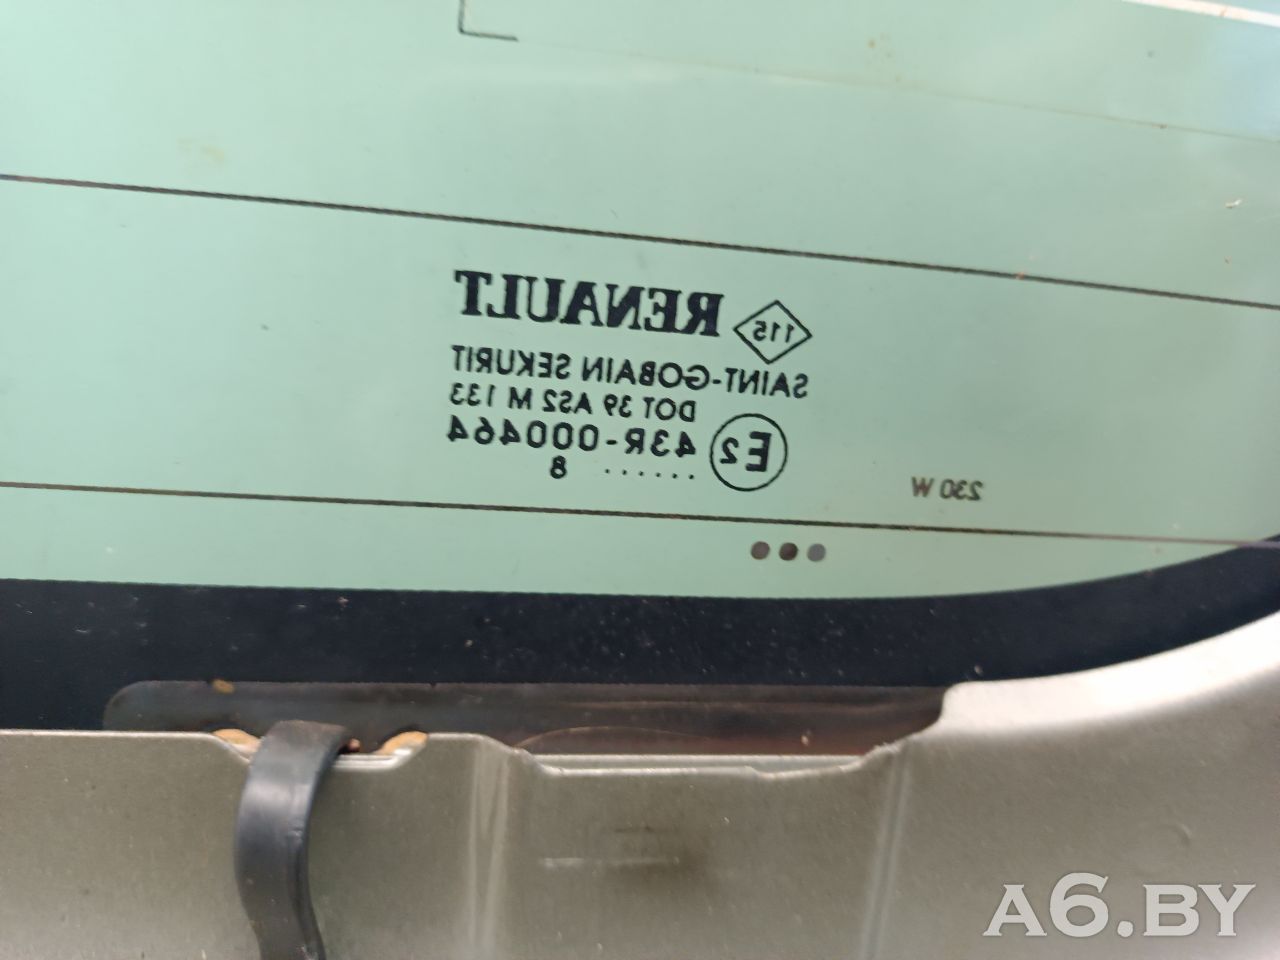 RENAULT
115
SAINT-GOBAIN SEKURIT
DOT 39 AS2 M 133
E2 43R-000464
...... 8
230 W
A6.BY